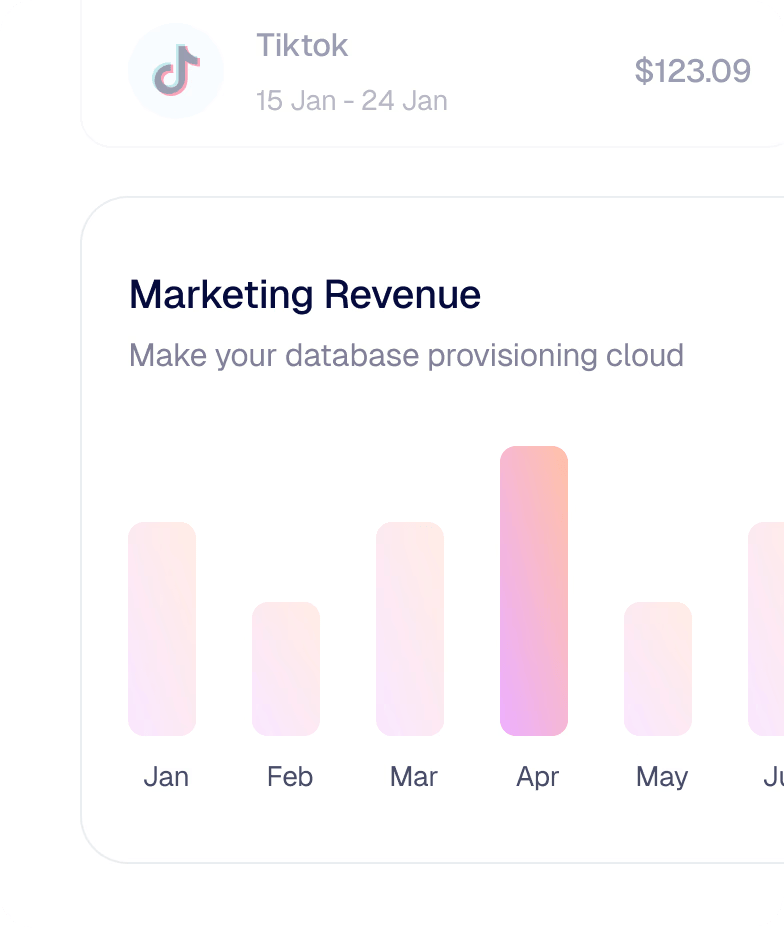 Tiktok
$123.09
15 Jan - 24 Jan
Marketing Revenue
Make your database provisioning cloud
Jan Feb Mar Apr May